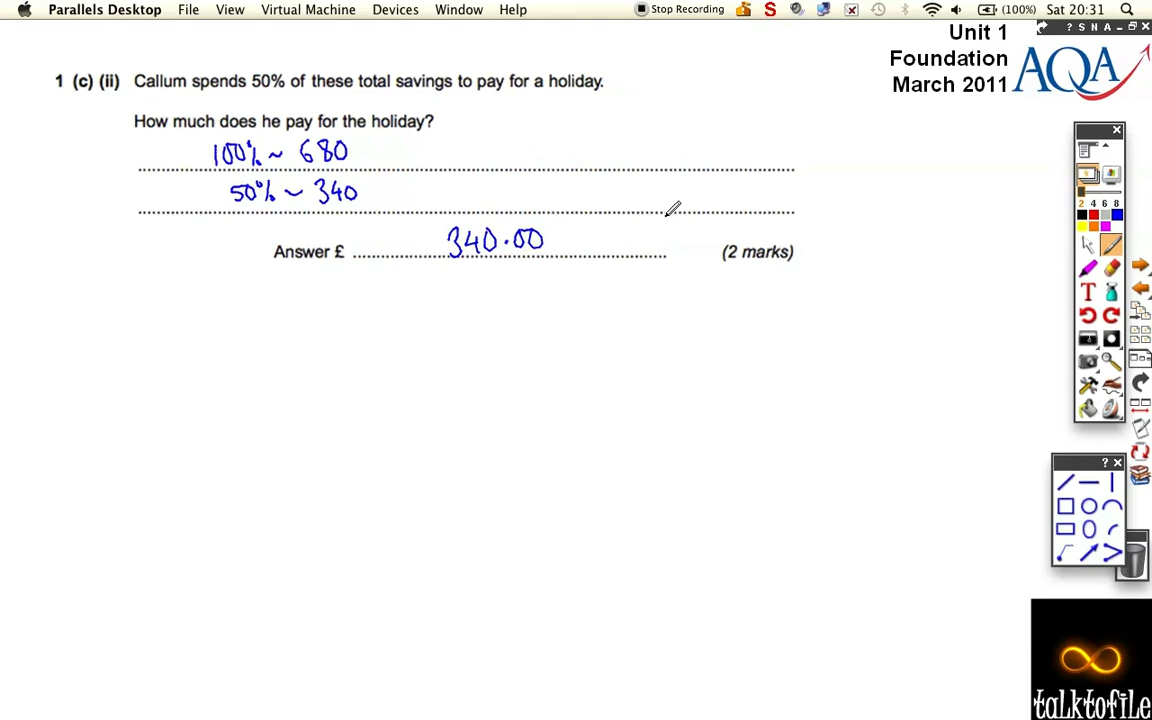 Parallels Desktop File View Virtual Machine Devices Window Help Stop Recording S (100%) Sat 20:31
? S N A
Unit 1
Foundation
March 2011
AQA
1 (c) (ii) Callum spends 50% of these total savings to pay for a holiday.
How much does he pay for the holiday?
100% ~ 680
50% ~ 340
Answer £ 340.00 (2 marks)
2 4 6 8
T
?
talktofile